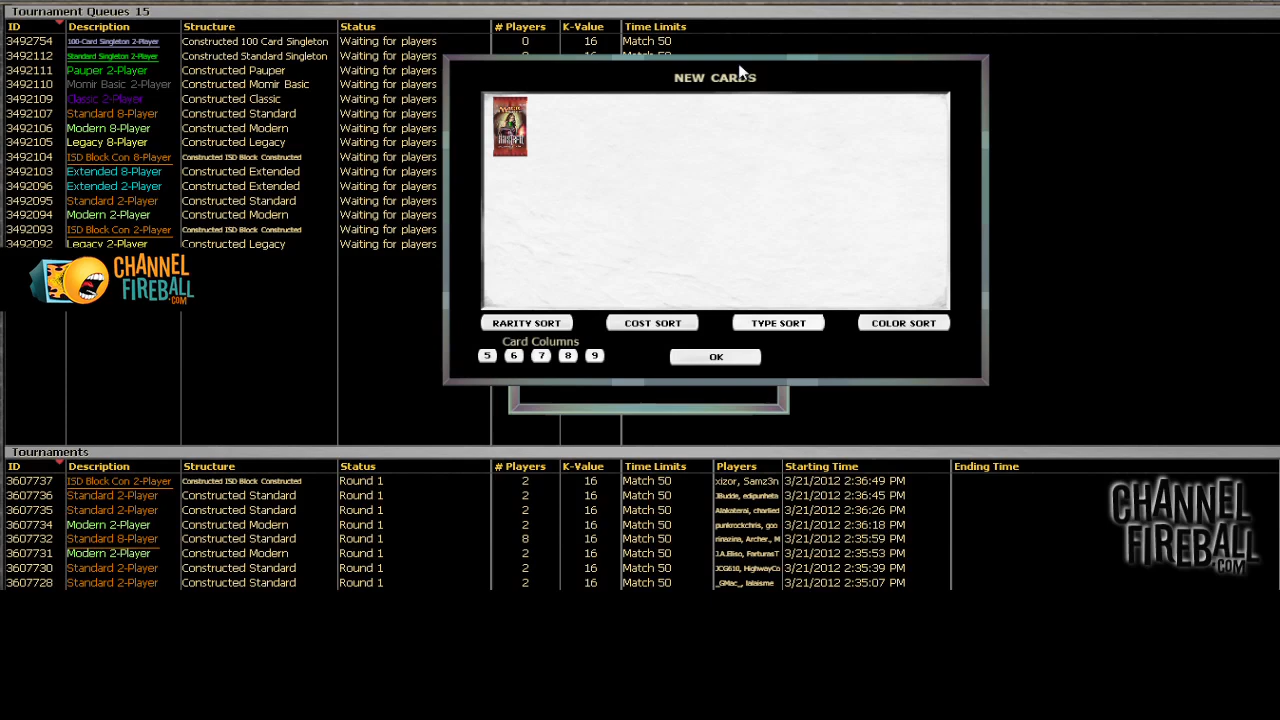 Tournament Queues 15
ID Description Structure Status # Players K-Value Time Limits
3492754 100-Card Singleton 2-Player Constructed 100 Card Singleton Waiting for players 0 16 Match 50
3492112 Standard Singleton 2-Player Constructed Standard Singleton Waiting for players
3492111 Pauper 2-Player Constructed Pauper Waiting for players
3492110 Momir Basic 2-Player Constructed Momir Basic Waiting for players
3492109 Classic 2-Player Constructed Classic Waiting for players
3492107 Standard 8-Player Constructed Standard Waiting for players
3492106 Modern 8-Player Constructed Modern Waiting for players
3492105 Legacy 8-Player Constructed Legacy Waiting for players
3492104 ISD Block Con 8-Player Constructed ISD Block Constructed Waiting for players
3492103 Extended 8-Player Constructed Extended Waiting for players
3492096 Extended 2-Player Constructed Extended Waiting for players
3492095 Standard 2-Player Constructed Standard Waiting for players
3492094 Modern 2-Player Constructed Modern Waiting for players
3492093 ISD Block Con 2-Player Constructed ISD Block Constructed Waiting for players
3492092 Legacy 2-Player Constructed Legacy Waiting for players
NEW CARDS
RARITY SORT COST SORT TYPE SORT COLOR SORT
Card Columns
5 6 7 8 9 OK
CHANNEL
FIREBALL
.COM
Tournaments
ID Description Structure Status # Players K-Value Time Limits Players Starting Time Ending Time
3607737 ISD Block Con 2-Player Constructed ISD Block Constructed Round 1 2 16 Match 50 xizor, Samz3n 3/21/2012 2:36:49 PM
3607736 Standard 2-Player Constructed Standard Round 1 2 16 Match 50 JBudde, edipunheta 3/21/2012 2:36:45 PM
3607735 Standard 2-Player Constructed Standard Round 1 2 16 Match 50 3/21/2012 2:36:26 PM
3607734 Modern 2-Player Constructed Modern Round 1 2 16 Match 50 punkrockchris, goo 3/21/2012 2:36:18 PM
3607732 Standard 8-Player Constructed Standard Round 1 8 16 Match 50 rinazina, Archer., M 3/21/2012 2:35:59 PM
3607731 Modern 2-Player Constructed Modern Round 1 2 16 Match 50 3/21/2012 2:35:53 PM
3607730 Standard 2-Player Constructed Standard Round 1 2 16 Match 50 JCG610, HighwayCo 3/21/2012 2:35:39 PM
3607728 Standard 2-Player Constructed Standard Round 1 2 16 Match 50 _GMac_, lalaisme 3/21/2012 2:35:07 PM
CHANNEL
FIREBALL
.COM